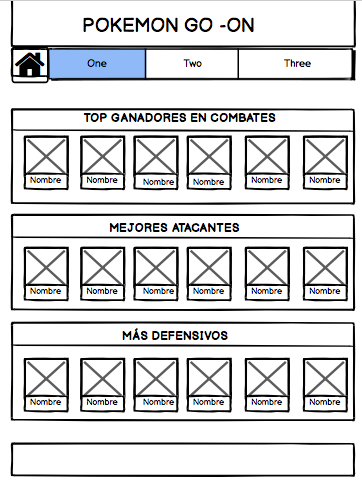 POKEMON GO -ON
One Two Three
TOP GANADORES EN COMBATES
Nombre Nombre Nombre Nombre Nombre Nombre
MEJORES ATACANTES
Nombre Nombre Nombre Nombre Nombre Nombre
MÁS DEFENSIVOS
Nombre Nombre Nombre Nombre Nombre Nombre